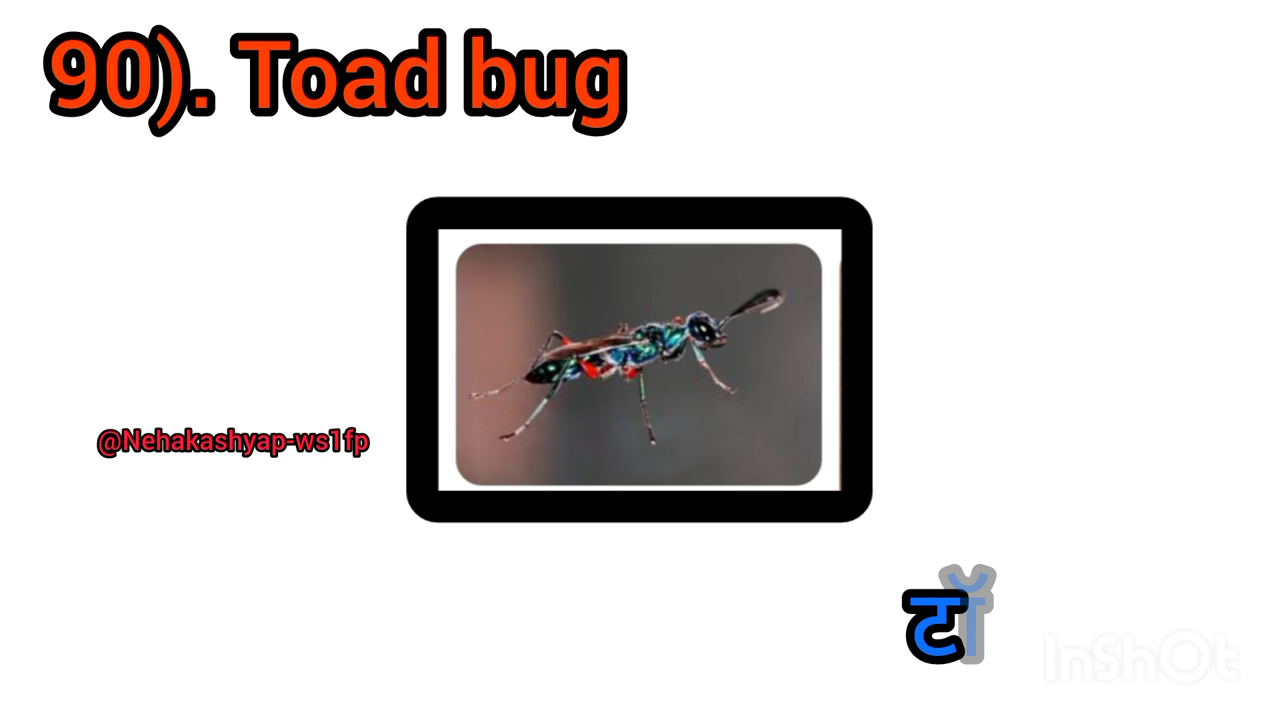 90). Toad bug
@Nehakashyap-ws1fp
टॉ
InShOt